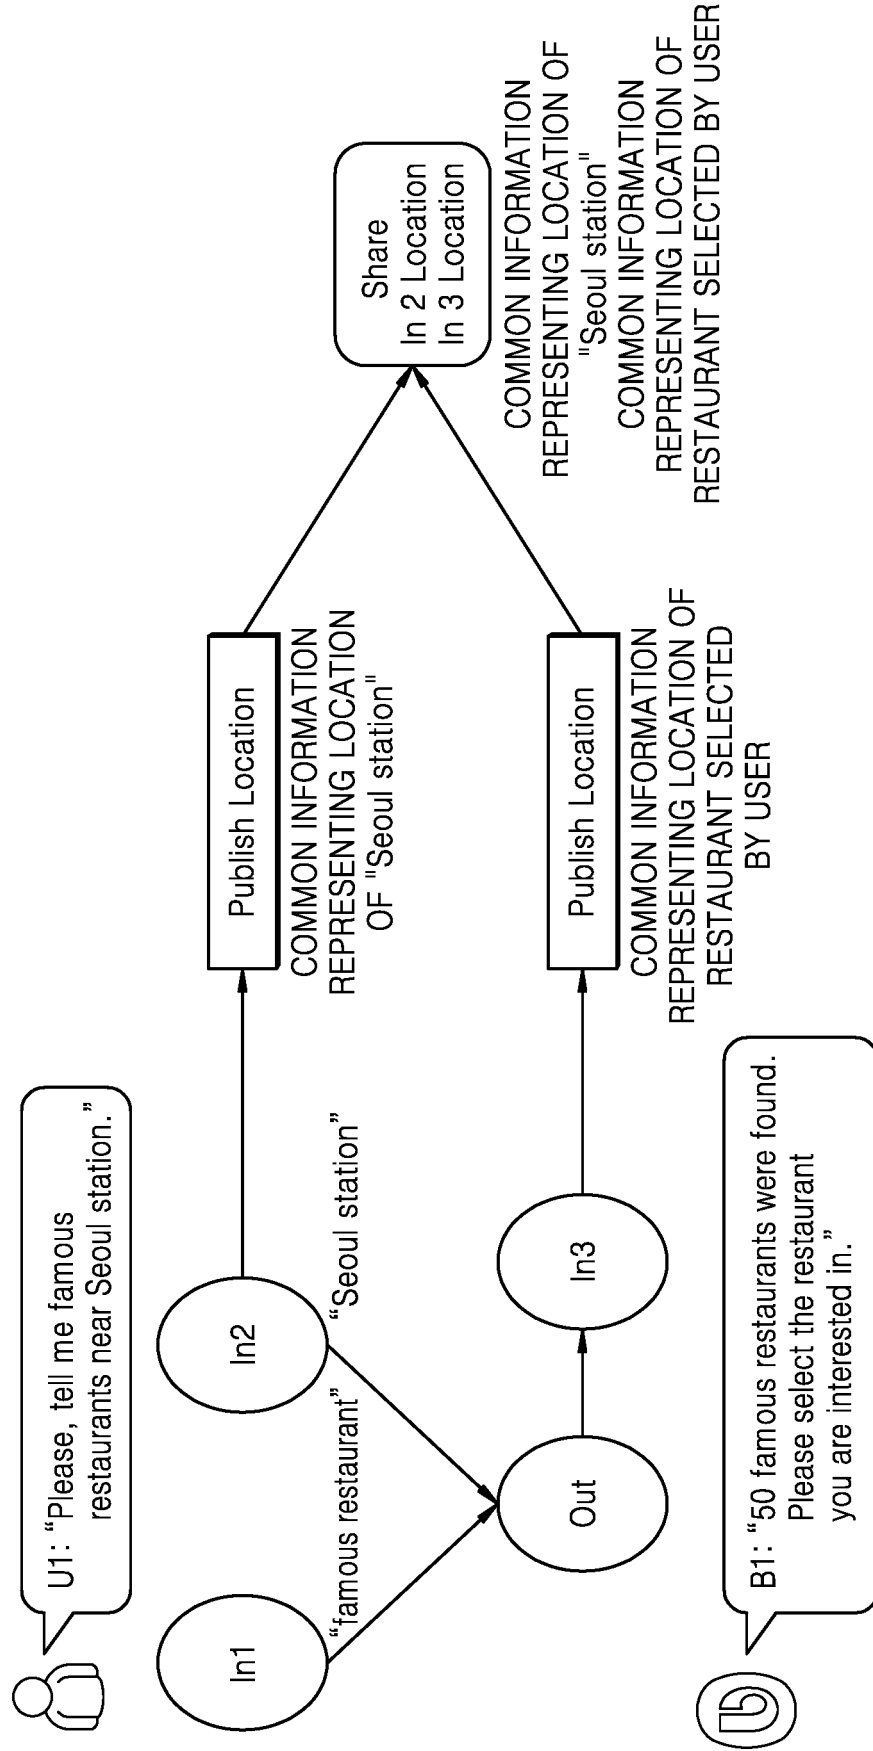 U1: “Please, tell me famous
restaurants near Seoul station.”
In1
In2
“famous restaurant”
“Seoul station”
Out
In3
Publish Location
COMMON INFORMATION
REPRESENTING LOCATION
OF "Seoul station"
Publish Location
COMMON INFORMATION
REPRESENTING LOCATION OF
RESTAURANT SELECTED
BY USER
Share
In 2 Location
In 3 Location
COMMON INFORMATION
REPRESENTING LOCATION OF
"Seoul station"
COMMON INFORMATION
REPRESENTING LOCATION OF
RESTAURANT SELECTED BY USER
B1: “50 famous restaurants were found.
Please select the restaurant
you are interested in.”